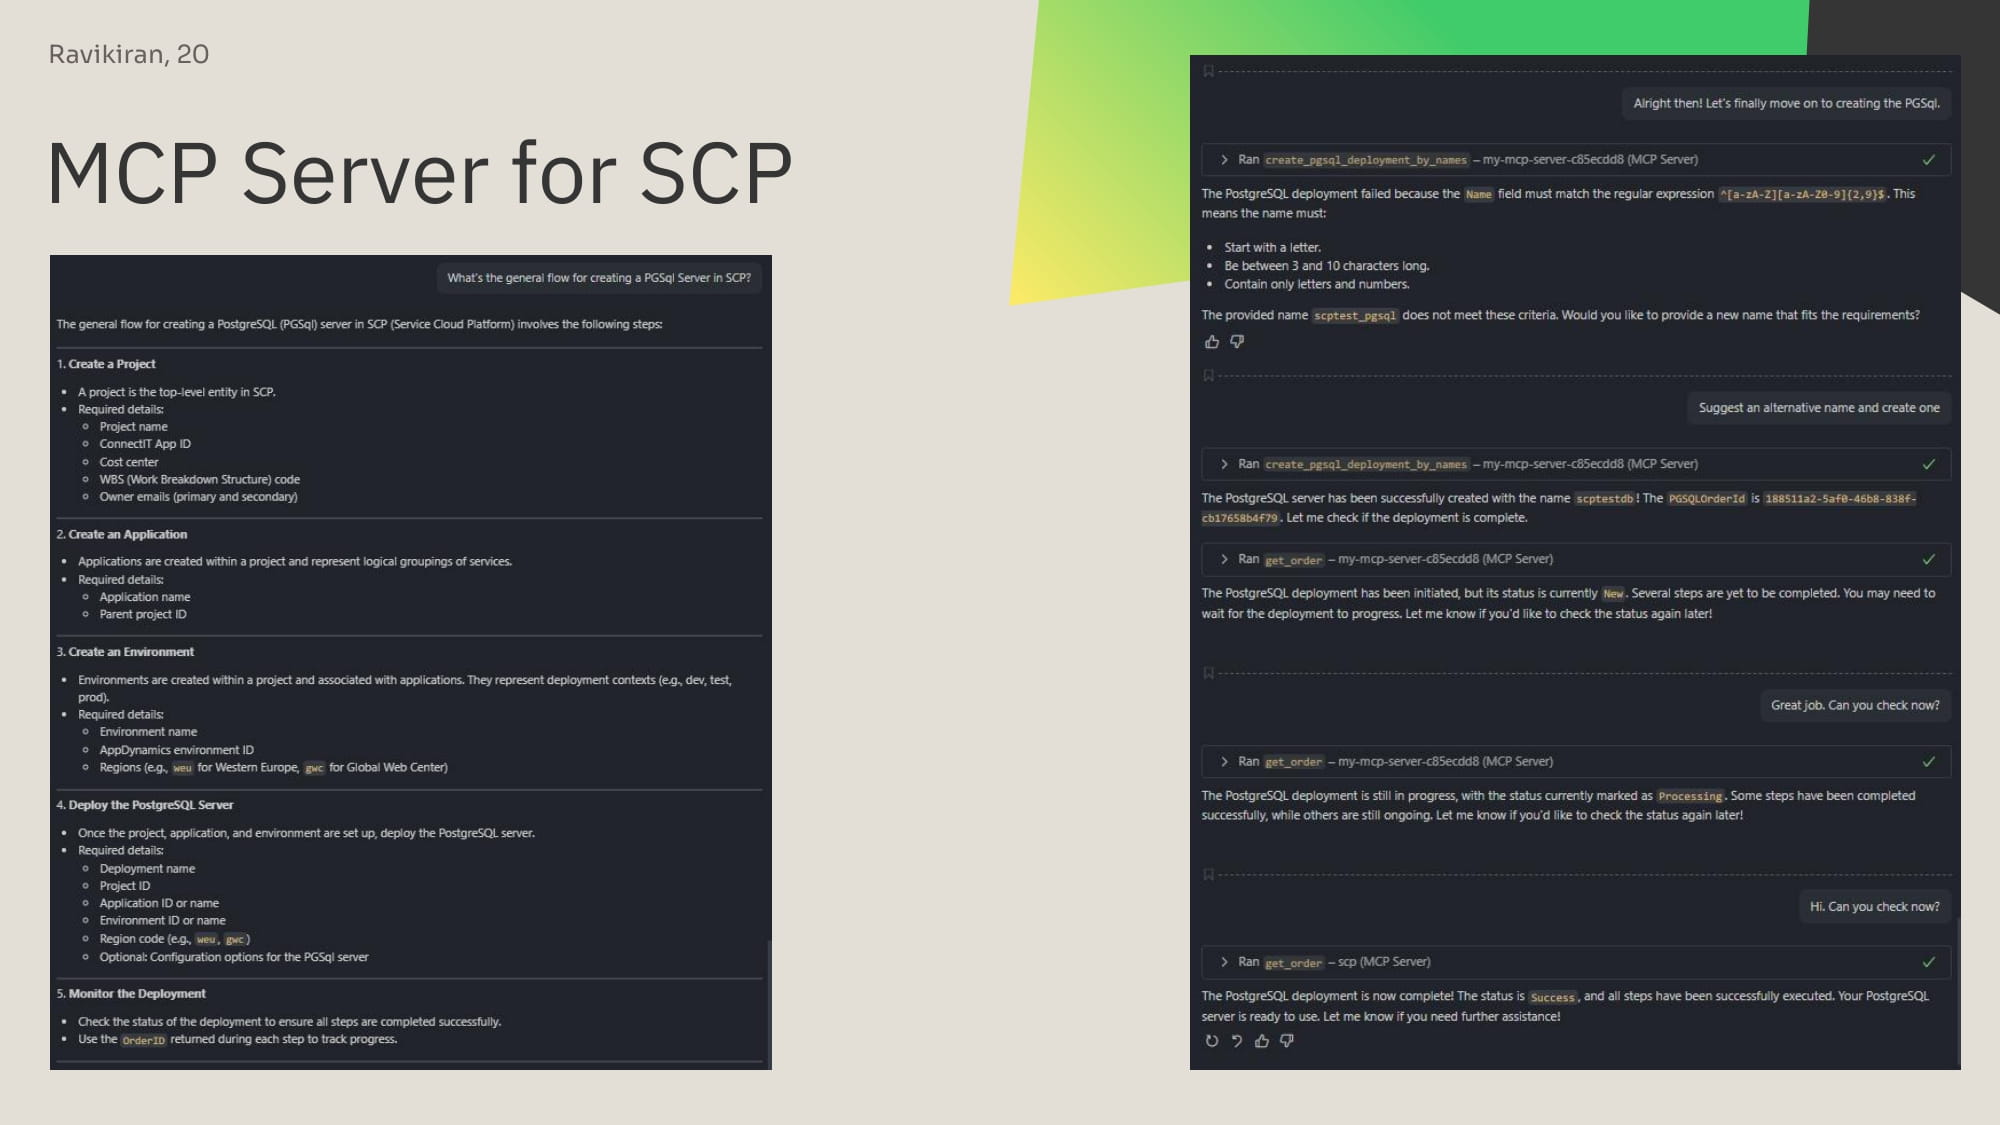 Ravikiran, 20
MCP Server for SCP
What's the general flow for creating a PGSql Server in SCP?
The general flow for creating a PostgreSQL (PGSql) server in SCP (Service Cloud Platform) involves the following steps:
1. Create a Project
• A project is the top-level entity in SCP.
• Required details:
Project name
ConnectIT App ID
Cost center
WBS (Work Breakdown Structure) code
Owner emails (primary and secondary)
2. Create an Application
• Applications are created within a project and represent logical groupings of services.
• Required details:
Application name
Parent project ID
3. Create an Environment
• Environments are created within a project and associated with applications. They represent deployment contexts (e.g., dev, test,
prod).
• Required details:
Environment name
AppDynamics environment ID
Regions (e.g., weu for Western Europe, gwc for Global Web Center)
4. Deploy the PostgreSQL Server
• Once the project, application, and environment are set up, deploy the PostgreSQL server.
• Required details:
Deployment name
Project ID
Application ID or name
Environment ID or name
Region code (e.g., weu, gwc)
Optional: Configuration options for the PGSql server
5. Monitor the Deployment
• Check the status of the deployment to ensure all steps are completed successfully.
• Use the OrderID returned during each step to track progress.
Alright then! Let's finally move on to creating the PGSql.
Ran create_pgsql_deployment_by_names – my-mcp-server-c85ecdd8 (MCP Server)
The PostgreSQL deployment failed because the Name field must match the regular expression ^[a-zA-Z][a-zA-Z0-9]{2,9}$. This
means the name must:
• Start with a letter.
• Be between 3 and 10 characters long.
• Contain only letters and numbers.
The provided name scptest_pgsql does not meet these criteria. Would you like to provide a new name that fits the requirements?
Suggest an alternative name and create one
Ran create_pgsql_deployment_by_names – my-mcp-server-c85ecdd8 (MCP Server)
The PostgreSQL server has been successfully created with the name scptestdb! The PGSQLOrderId is 188511a2-5af0-46b8-838f-
cb17658b4f79. Let me check if the deployment is complete.
Ran get_order – my-mcp-server-c85ecdd8 (MCP Server)
The PostgreSQL deployment has been initiated, but its status is currently New. Several steps are yet to be completed. You may need to
wait for the deployment to progress. Let me know if you'd like to check the status again later!
Great job. Can you check now?
Ran get_order – my-mcp-server-c85ecdd8 (MCP Server)
The PostgreSQL deployment is still in progress, with the status currently marked as Processing. Some steps have been completed
successfully, while others are still ongoing. Let me know if you'd like to check the status again later!
Hi. Can you check now?
Ran get_order – scp (MCP Server)
The PostgreSQL deployment is now complete! The status is Success, and all steps have been successfully executed. Your PostgreSQL
server is ready to use. Let me know if you need further assistance!